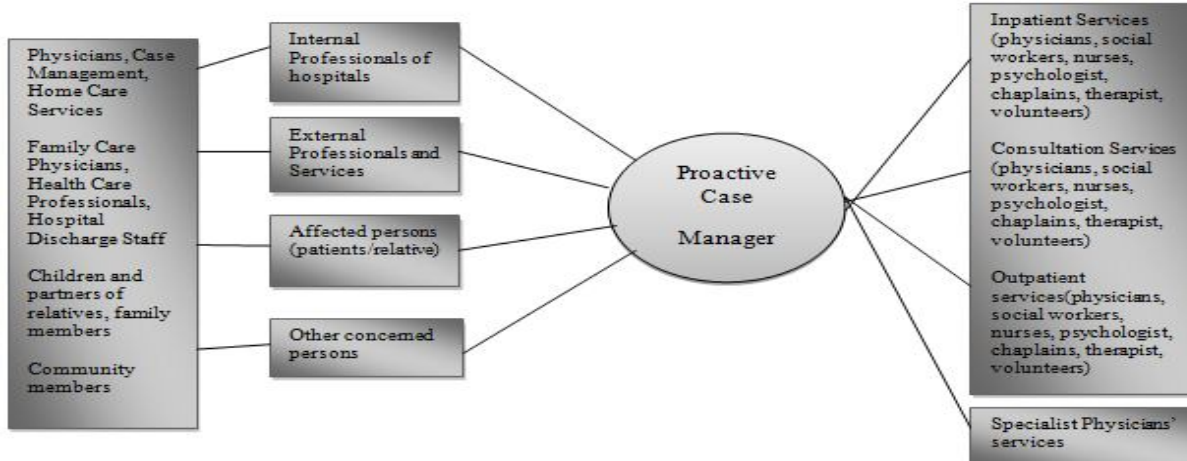 Physicians, Case
Management,
Home Care
Services
Family Care
Physicians,
Health Care
Professionals,
Hospital
Discharge Staff
Children and
partners of
relatives, family
members
Community
members
Internal
Professionals of
hospitals
External
Professionals and
Services
Affected persons
(patients/relative)
Other concerned
persons
Proactive
Case
Manager
Inpatient Services
(physicians, social
workers, nurses,
psychologist,
chaplains, therapist,
volunteers)
Consultation Services
(physicians, social
workers, nurses,
psychologist,
chaplains, therapist,
volunteers)
Outpatient
services(physicians,
social workers,
nurses, psychologist,
chaplains, therapist,
volunteers)
Specialist Physicians’
services